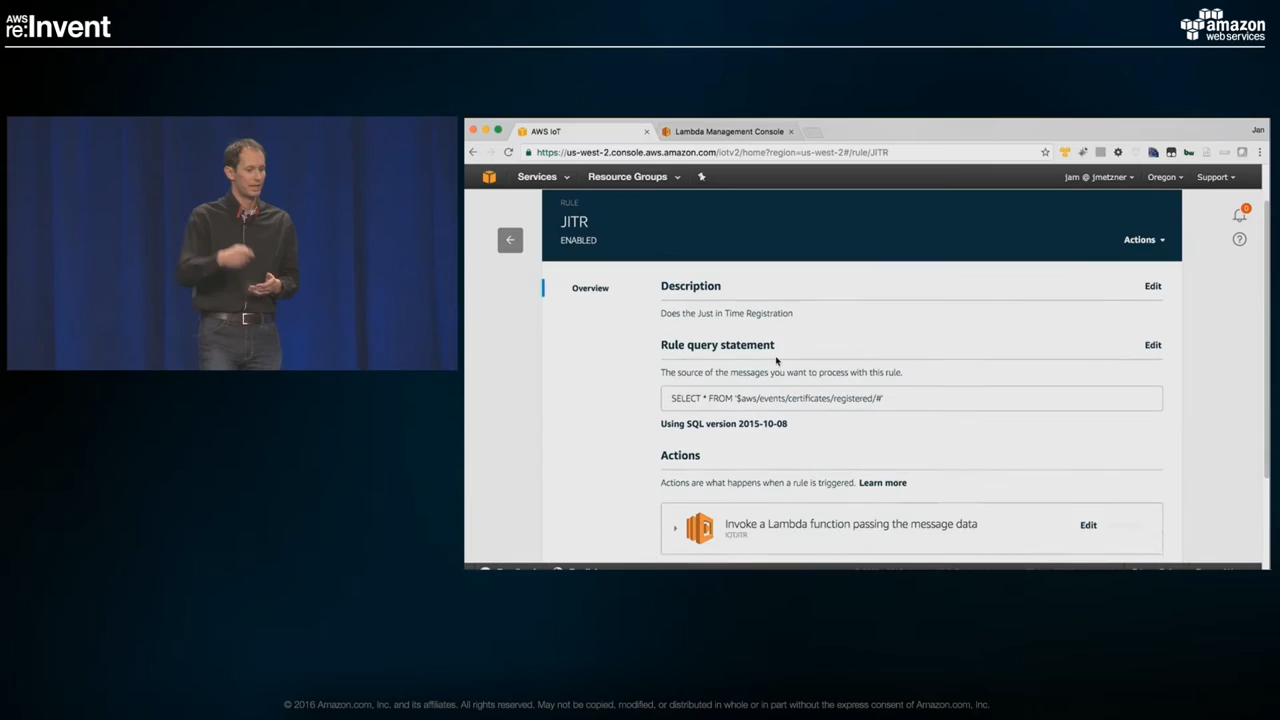 AWS
re:Invent
amazon
web services
AWS IoT
Lambda Management Console
Jan
https://us-west-2.console.aws.amazon.com/iotv2/home?region=us-west-2#/rule/JITR
Services
Resource Groups
jam @ jmetzner
Oregon
Support
RULE
JITR
ENABLED
Actions
0
Overview
Description
Edit
Does the Just in Time Registration
Rule query statement
Edit
The source of the messages you want to process with this rule.
SELECT * FROM '$aws/events/certificates/registered/#'
Using SQL version 2015-10-08
Actions
Actions are what happens when a rule is triggered. Learn more
Invoke a Lambda function passing the message data
Edit
IOTJITR
© 2016 Amazon.com, Inc. and its affiliates. All rights reserved. May not be copied, modified, or distributed in whole or in part without the express consent of Amazon.com, Inc.